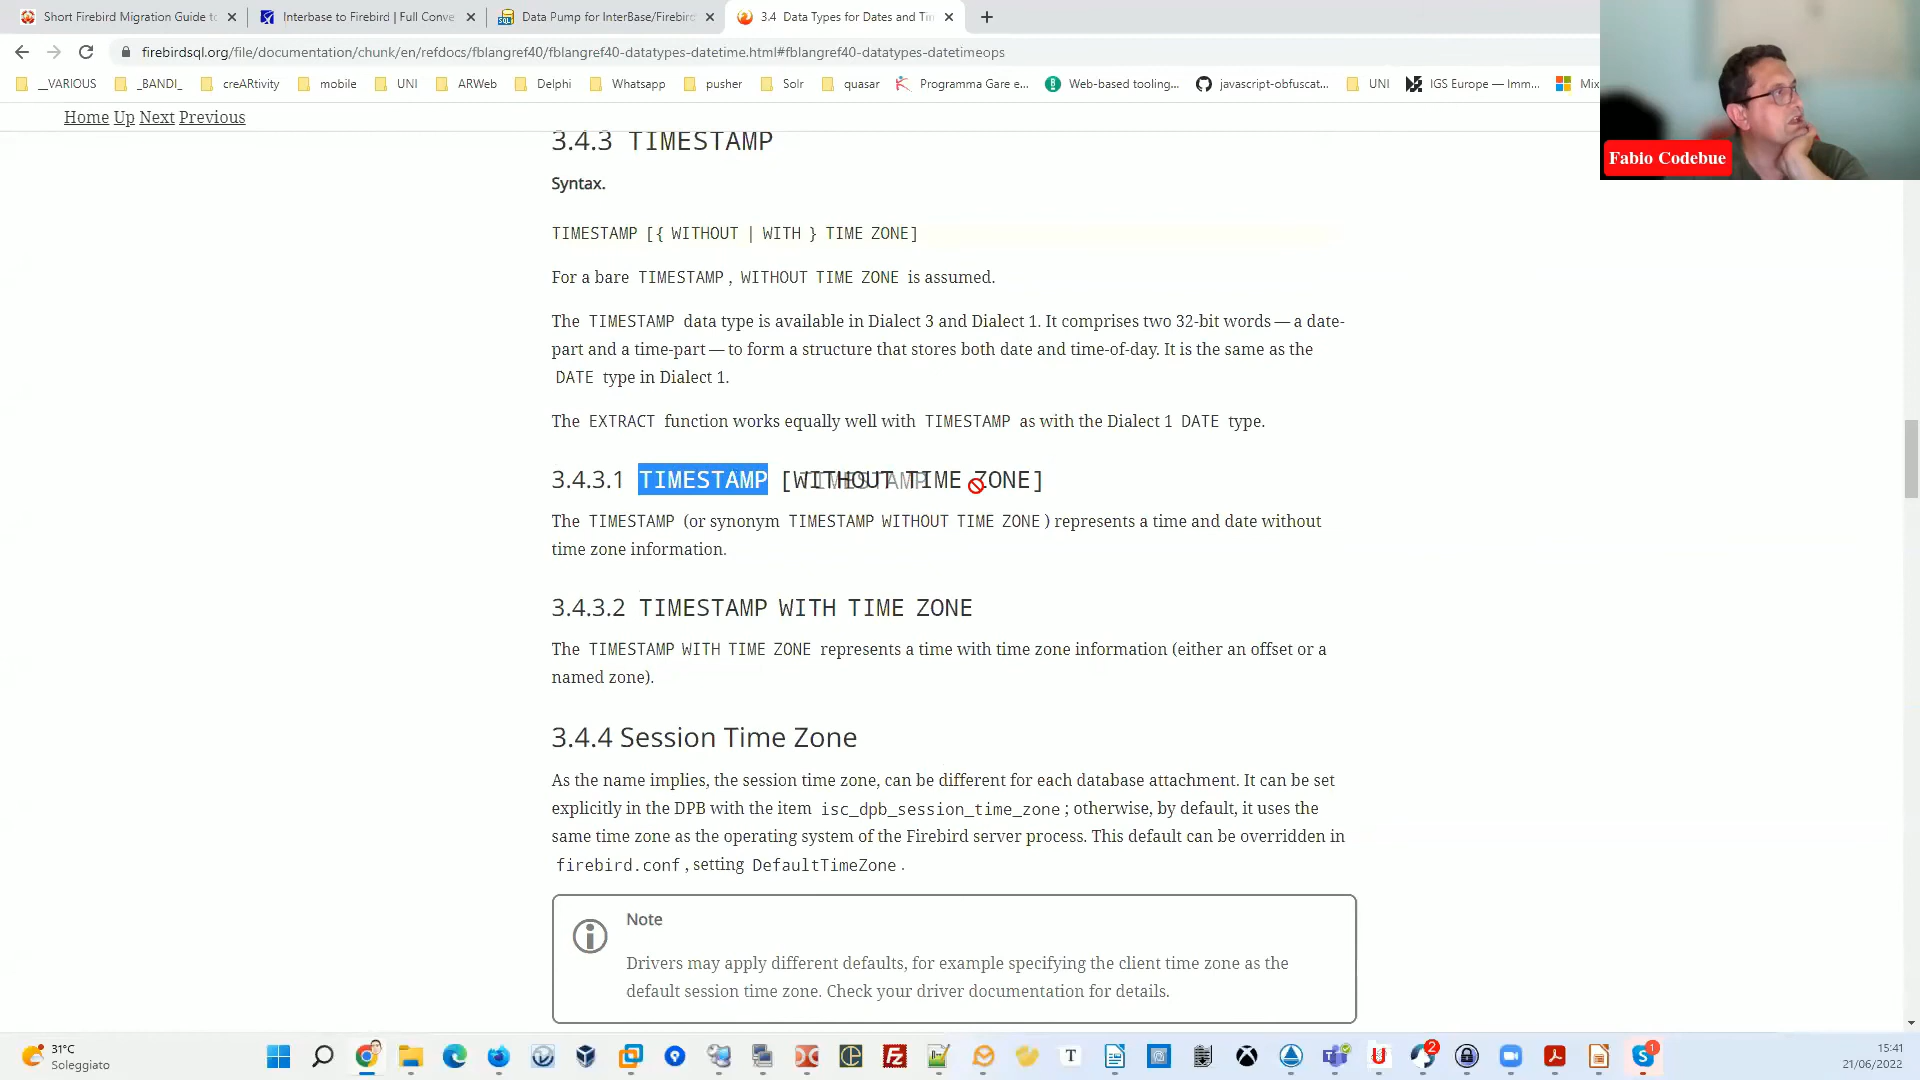 Short Firebird Migration Guide to
Interbase to Firebird | Full Conve
Data Pump for InterBase/Firebird
3.4 Data Types for Dates and Tim
firebirdsql.org/file/documentation/chunk/en/refdocs/fblangref40/fblangref40-datatypes-datetime.html#fblangref40-datatypes-datetimeops
__VARIOUS
_BANDI_
creARtivity
mobile
UNI
ARWeb
Delphi
Whatsapp
pusher
Solr
quasar
Programma Gare e...
Web-based tooling...
javascript-obfuscat...
UNI
IGS Europe — Imm...
Mix
Fabio Codebue
Home Up Next Previous
3.4.3 TIMESTAMP
Syntax.
TIMESTAMP [{ WITHOUT | WITH } TIME ZONE]
For a bare TIMESTAMP, WITHOUT TIME ZONE is assumed.
The TIMESTAMP data type is available in Dialect 3 and Dialect 1. It comprises two 32-bit words — a date-
part and a time-part — to form a structure that stores both date and time-of-day. It is the same as the
DATE type in Dialect 1.
The EXTRACT function works equally well with TIMESTAMP as with the Dialect 1 DATE type.
3.4.3.1 TIMESTAMP [WITHOUT TIME ZONE]
The TIMESTAMP (or synonym TIMESTAMP WITHOUT TIME ZONE) represents a time and date without
time zone information.
3.4.3.2 TIMESTAMP WITH TIME ZONE
The TIMESTAMP WITH TIME ZONE represents a time with time zone information (either an offset or a
named zone).
3.4.4 Session Time Zone
As the name implies, the session time zone, can be different for each database attachment. It can be set
explicitly in the DPB with the item isc_dpb_session_time_zone; otherwise, by default, it uses the
same time zone as the operating system of the Firebird server process. This default can be overridden in
firebird.conf, setting DefaultTimeZone.
Note
Drivers may apply different defaults, for example specifying the client time zone as the
default session time zone. Check your driver documentation for details.
31°C
Soleggiato
2
1
15:41
21/06/2022